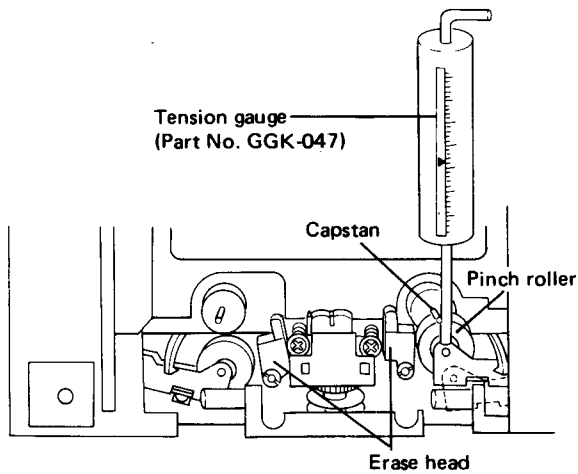 Tension gauge
(Part No. GGK-047)
Capstan
Pinch roller
Erase head